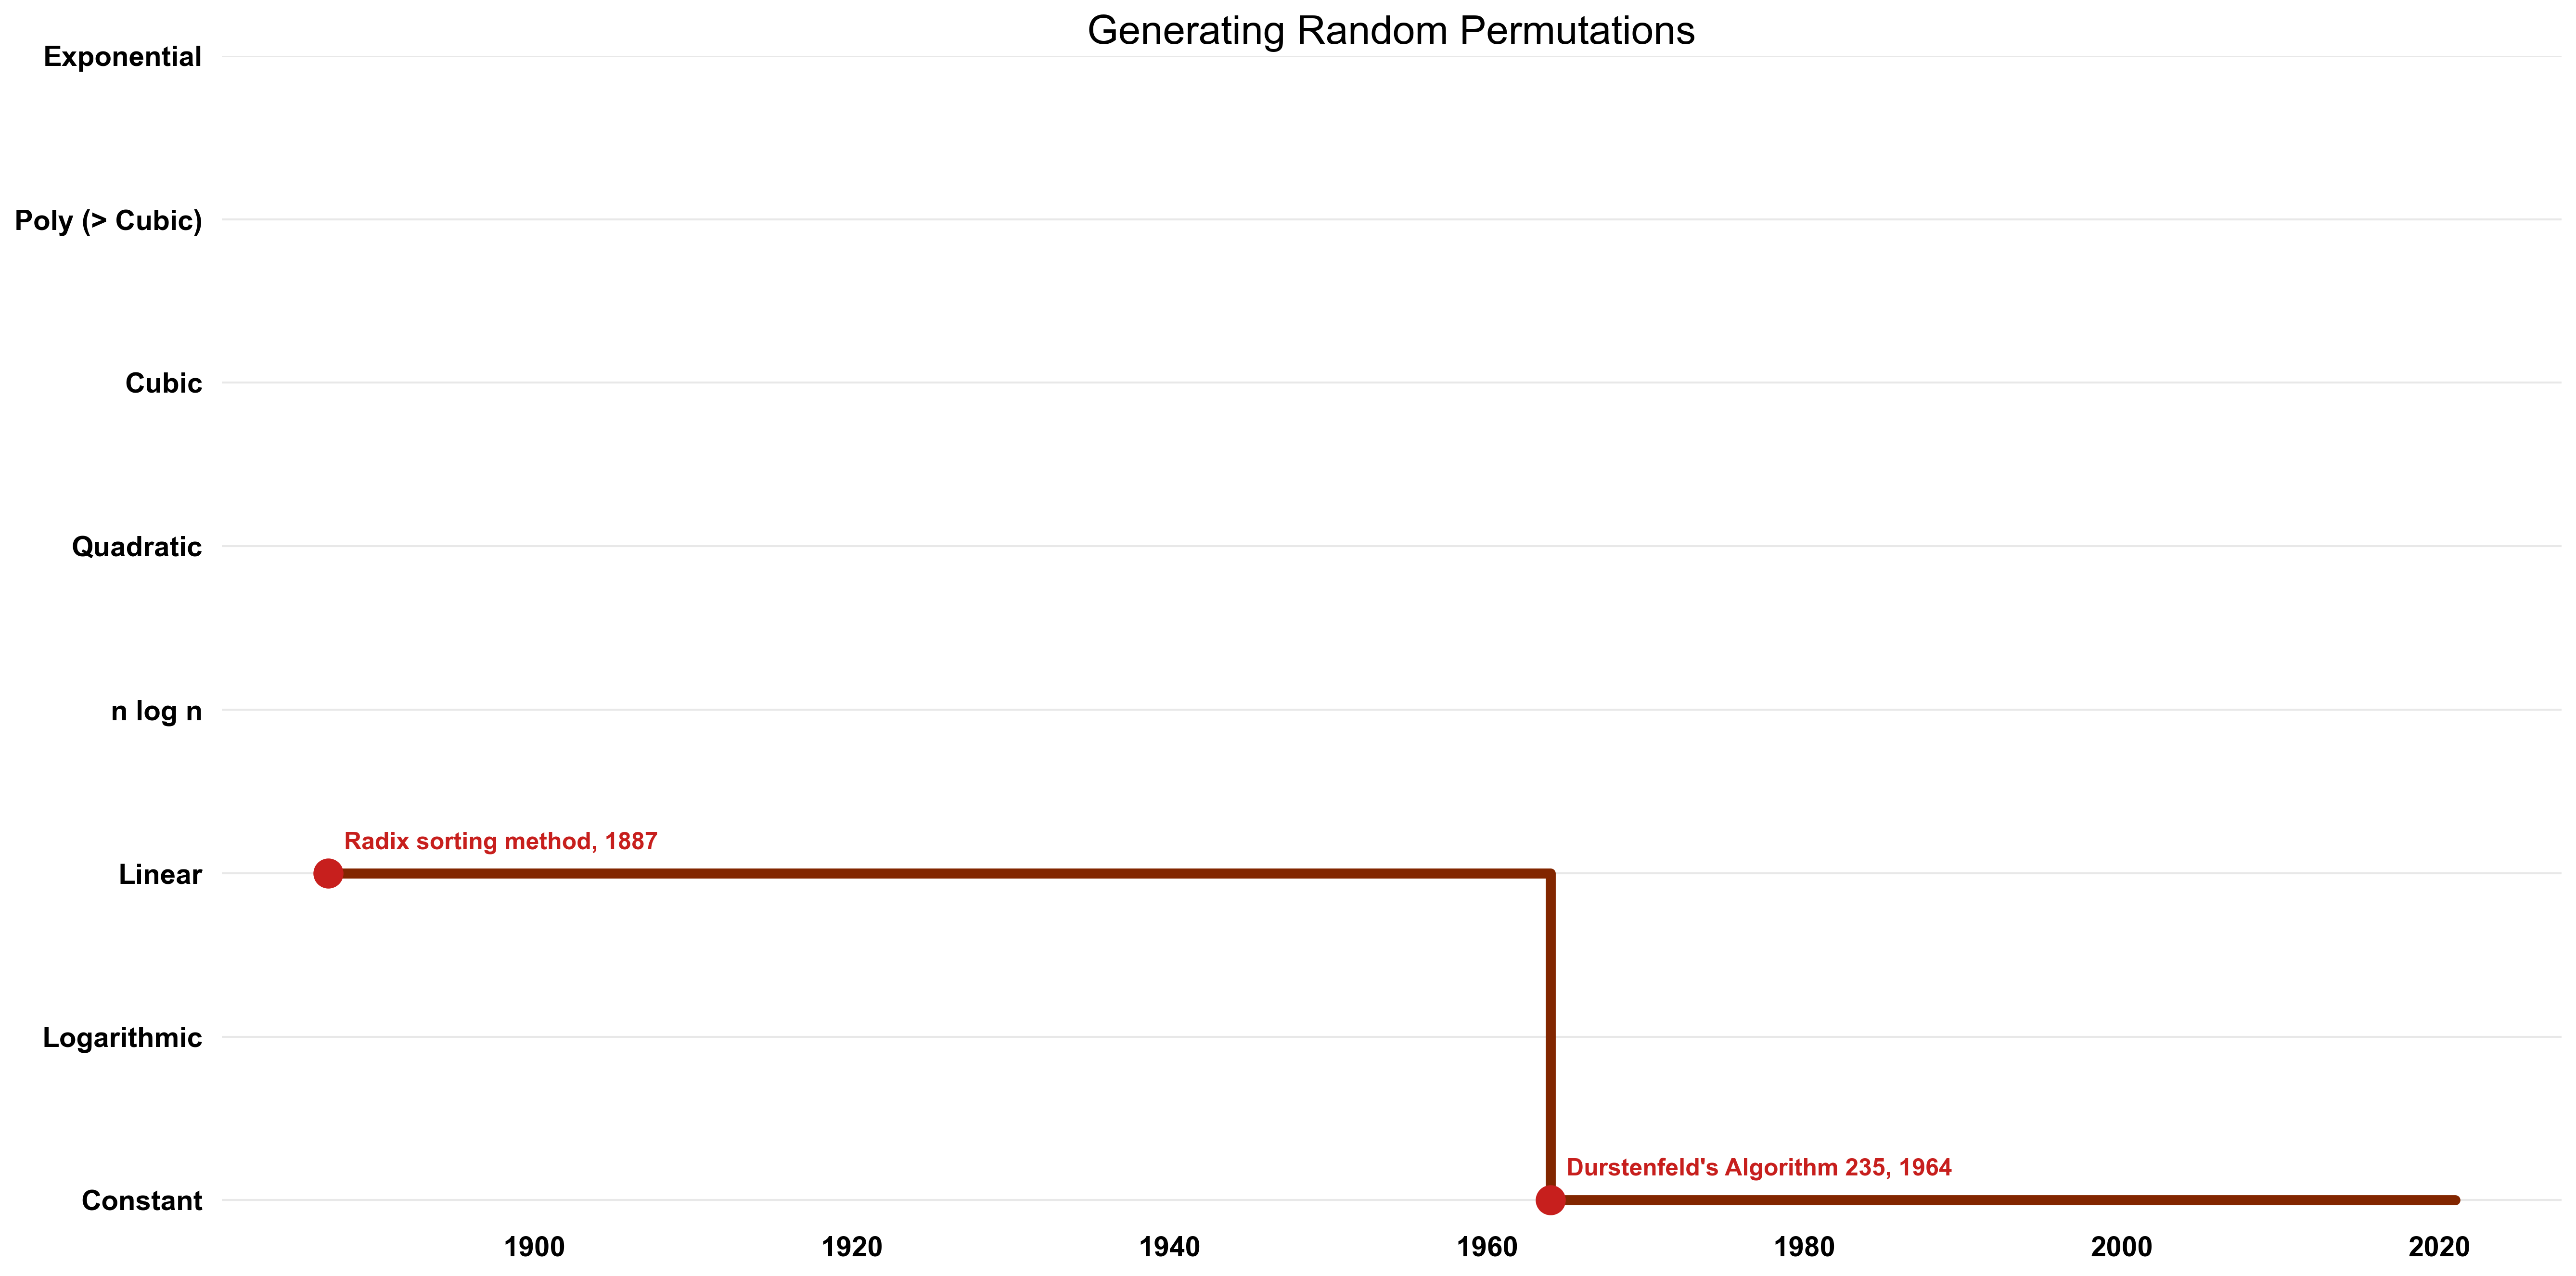 Generating Random Permutations
Exponential
Poly (> Cubic)
Cubic
Quadratic
n log n
Radix sorting method, 1887
Linear
Logarithmic
Durstenfeld's Algorithm 235, 1964
Constant
1900 1920 1940 1960 1980 2000 2020